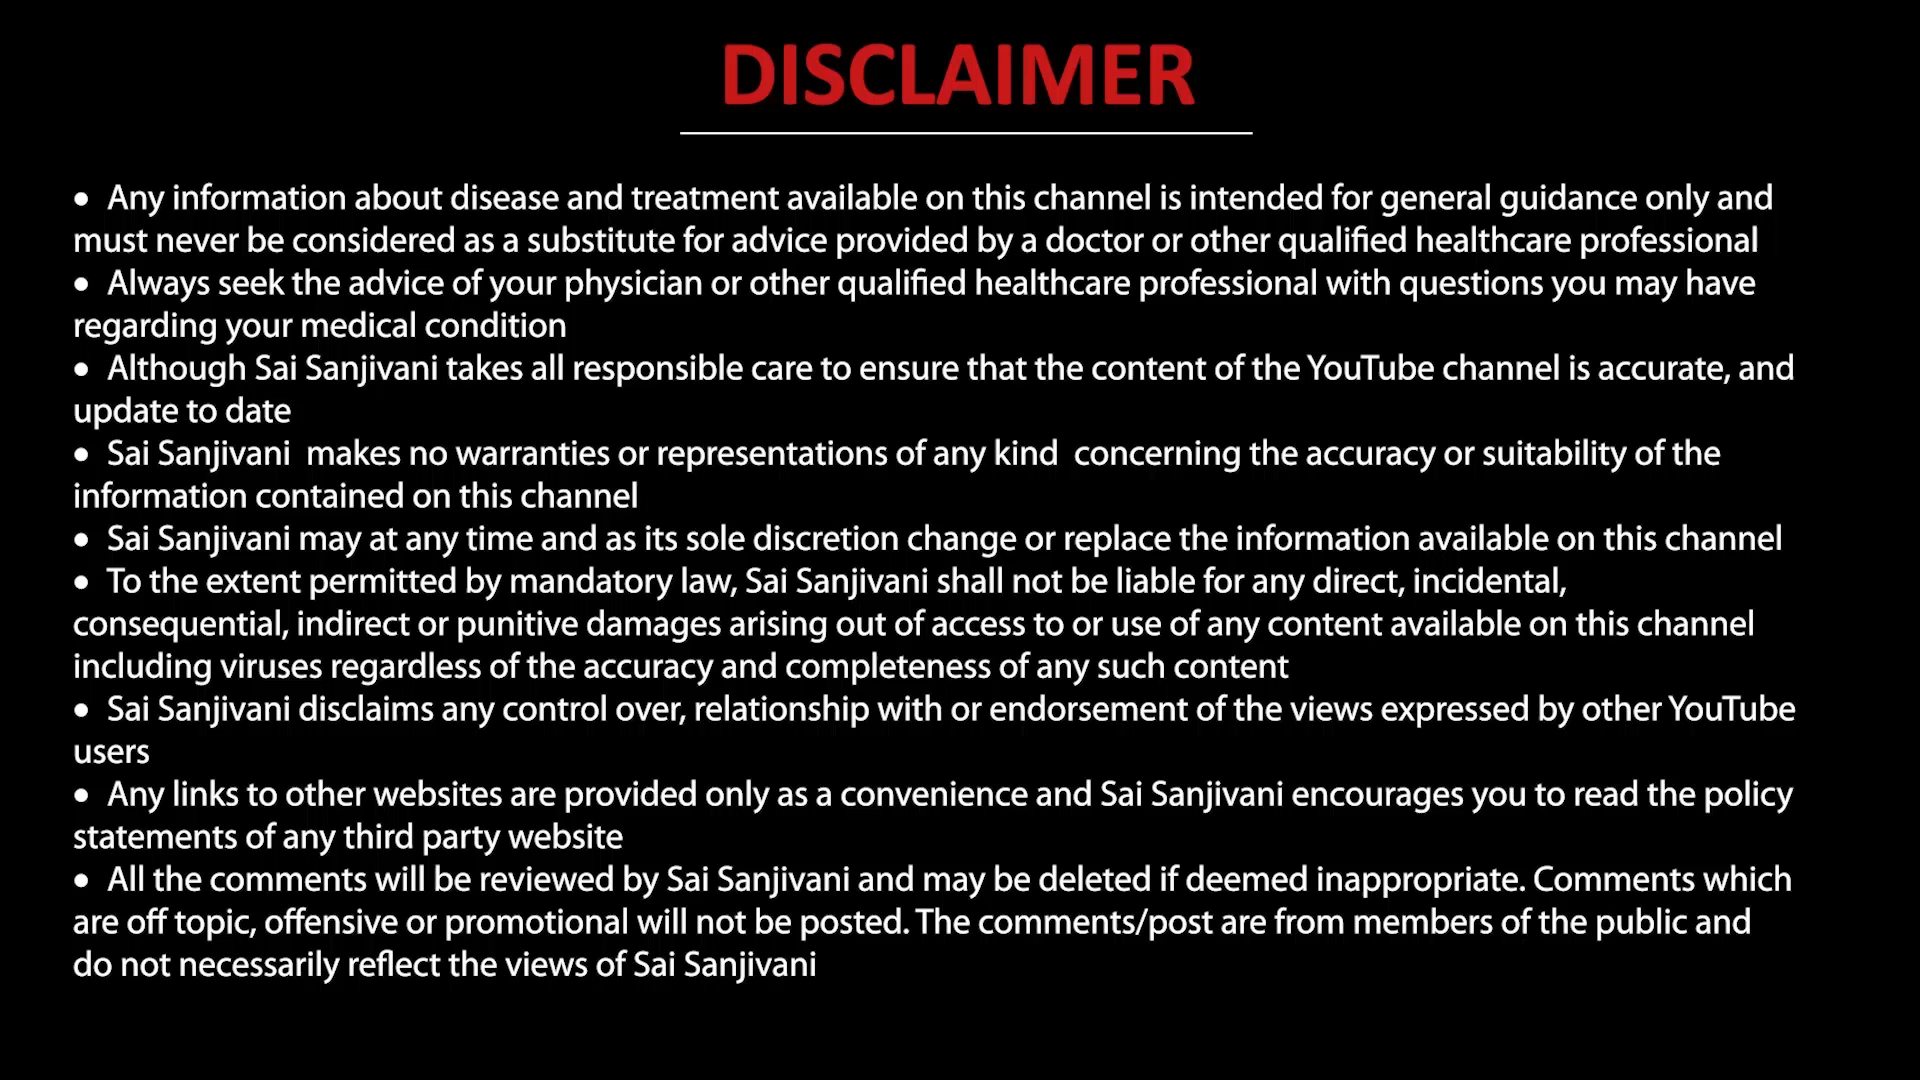 DISCLAIMER
• Any information about disease and treatment available on this channel is intended for general guidance only and
must never be considered as a substitute for advice provided by a doctor or other qualified healthcare professional
• Always seek the advice of your physician or other qualified healthcare professional with questions you may have
regarding your medical condition
• Although Sai Sanjivani takes all responsible care to ensure that the content of the YouTube channel is accurate, and
update to date
• Sai Sanjivani  makes no warranties or representations of any kind  concerning the accuracy or suitability of the
information contained on this channel
• Sai Sanjivani may at any time and as its sole discretion change or replace the information available on this channel
• To the extent permitted by mandatory law, Sai Sanjivani shall not be liable for any direct, incidental,
consequential, indirect or punitive damages arising out of access to or use of any content available on this channel
including viruses regardless of the accuracy and completeness of any such content
• Sai Sanjivani disclaims any control over, relationship with or endorsement of the views expressed by other YouTube
users
• Any links to other websites are provided only as a convenience and Sai Sanjivani encourages you to read the policy
statements of any third party website
• All the comments will be reviewed by Sai Sanjivani and may be deleted if deemed inappropriate. Comments which
are off topic, offensive or promotional will not be posted. The comments/post are from members of the public and
do not necessarily reflect the views of Sai Sanjivani